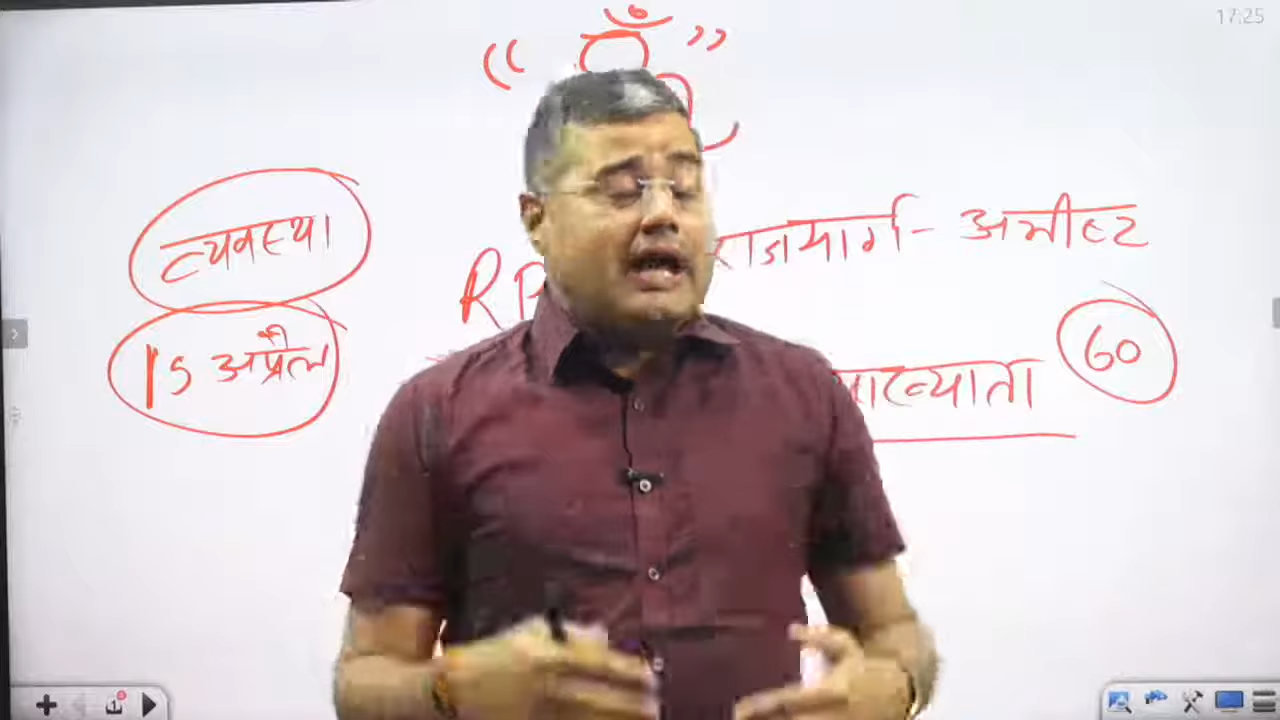 17:25
" ॐ "
व्यवस्था
राजमार्ग - अभीष्ट
15 अप्रैल
60